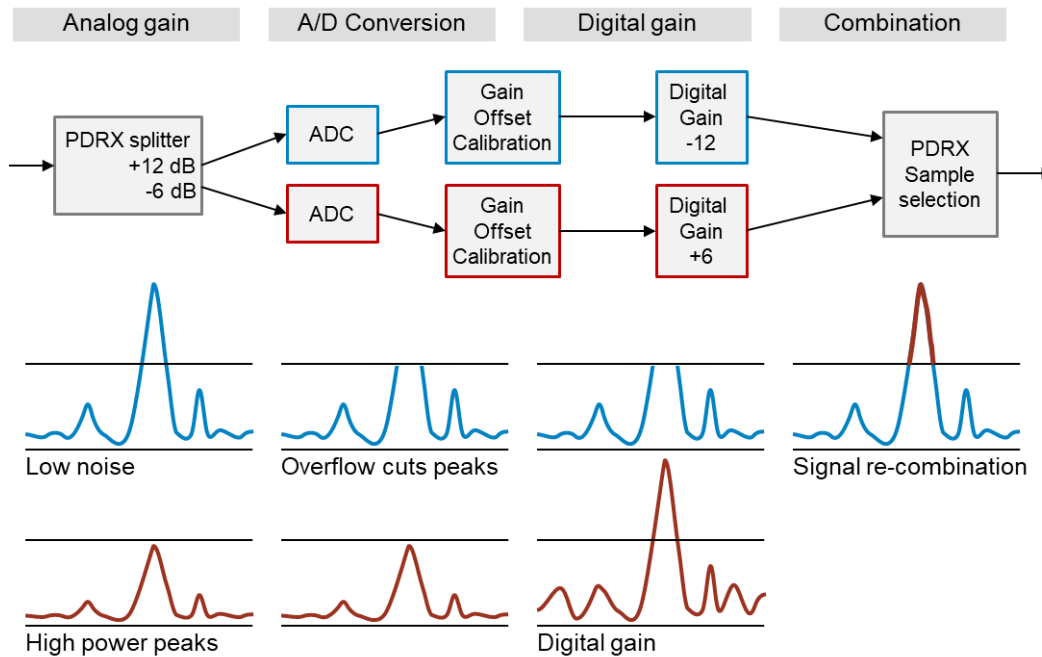 Analog gain
A/D Conversion
Digital gain
Combination
PDRX splitter
+12 dB
-6 dB
ADC
Gain
Offset
Calibration
Digital
Gain
-12
ADC
Gain
Offset
Calibration
Digital
Gain
+6
PDRX
Sample
selection
Low noise
Overflow cuts peaks
Signal re-combination
High power peaks
Digital gain